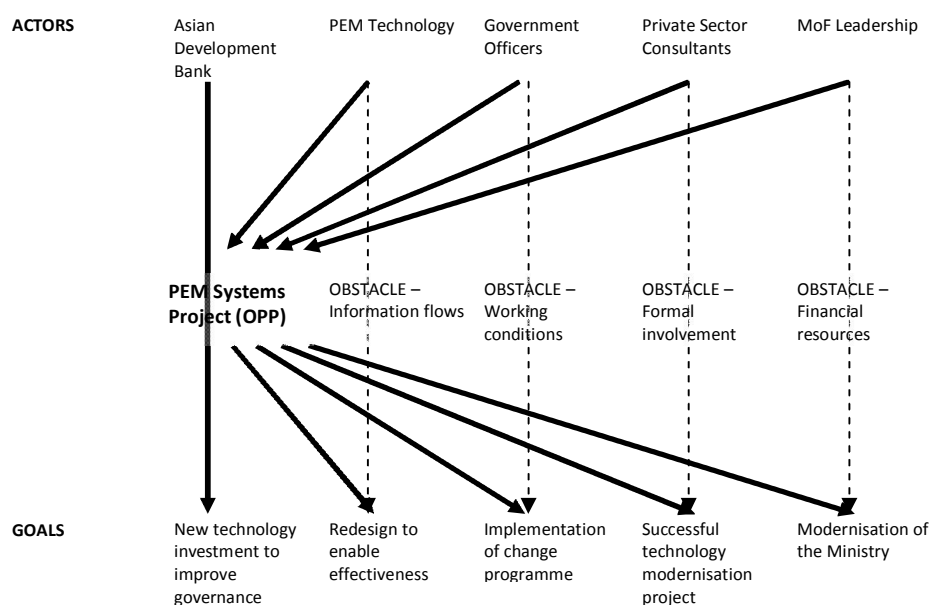 ACTORS
Asian
Development
Bank
PEM Technology
Government
Officers
Private Sector
Consultants
MoF Leadership
PEM Systems
Project (OPP)
OBSTACLE –
Information flows
OBSTACLE –
Working
conditions
OBSTACLE –
Formal
involvement
OBSTACLE –
Financial
resources
GOALS
New technology
investment to
improve
governance
Redesign to
enable
effectiveness
Implementation
of change
programme
Successful
technology
modernisation
project
Modernisation of
the Ministry